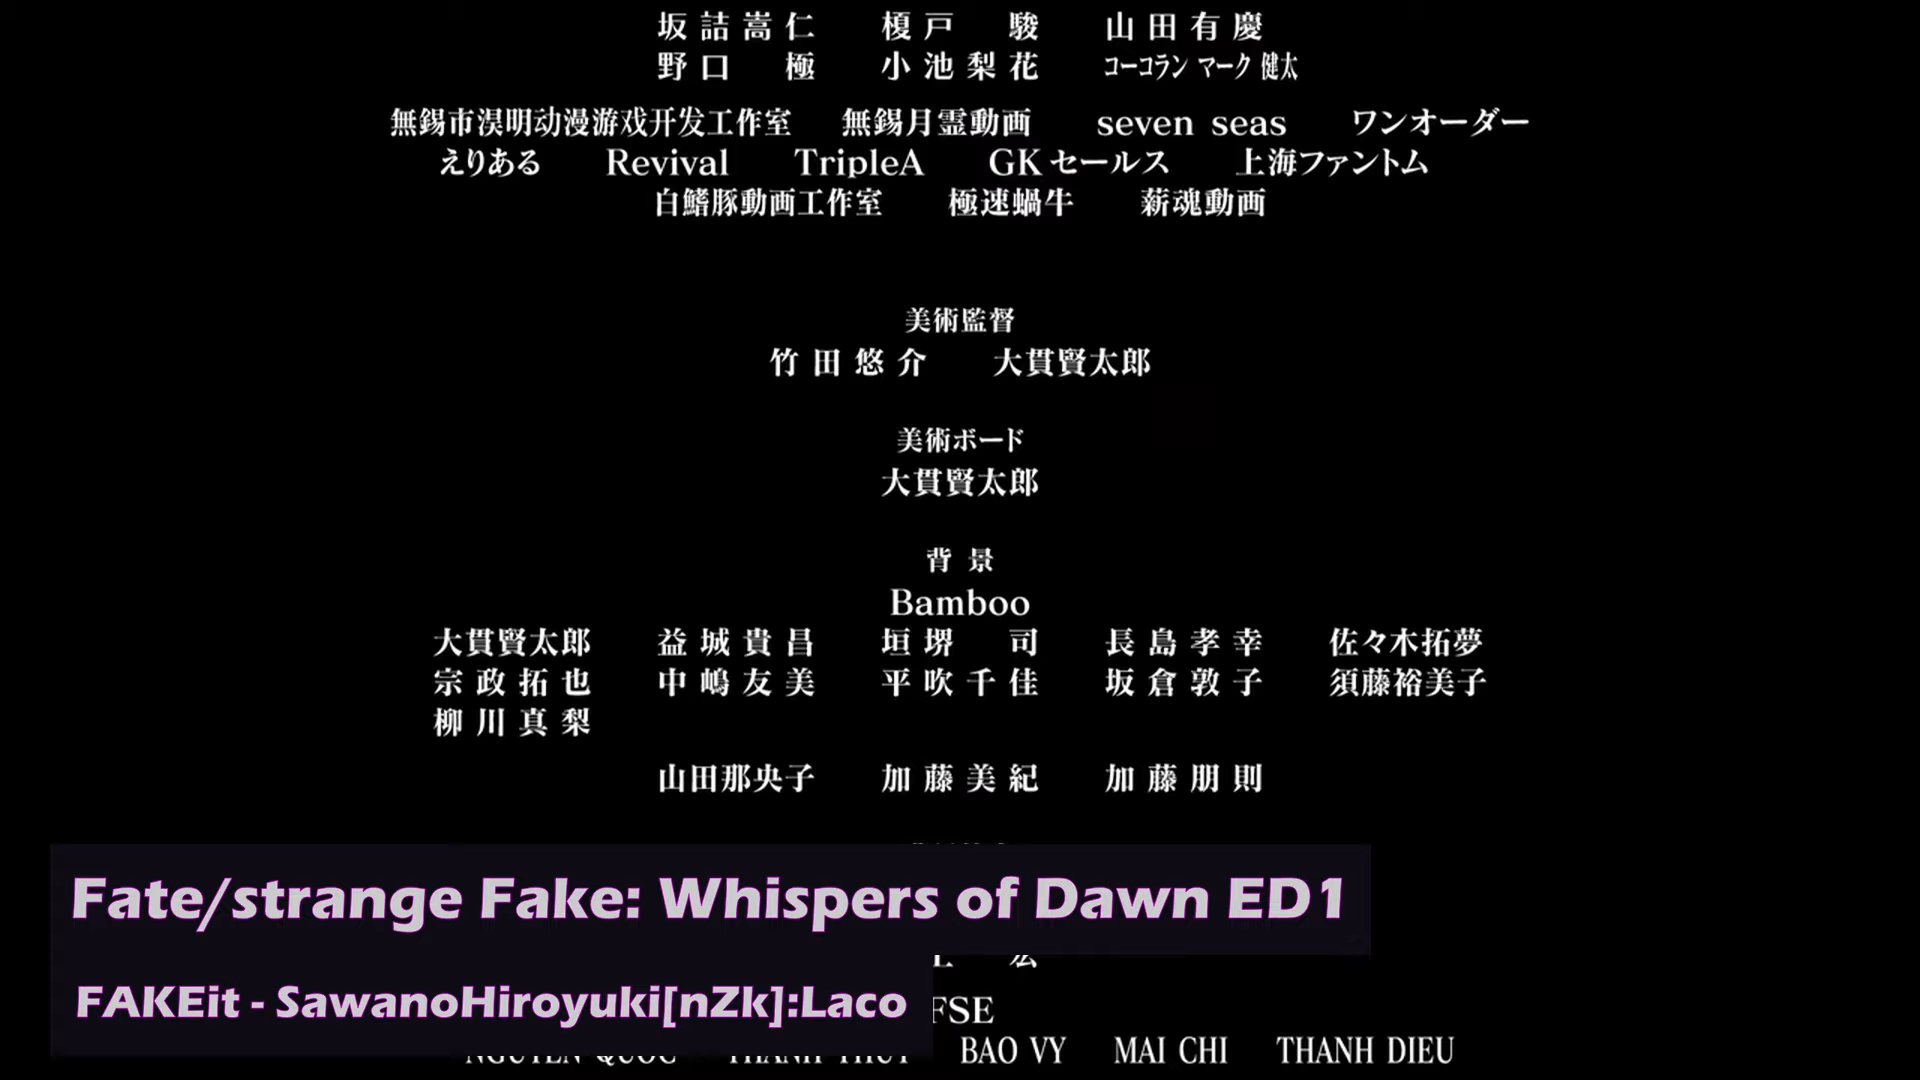 坂詰嵩仁 榎戸 駿 山田有慶
野口 極 小池梨花 コーコラン マーク 健太
無錫市淏明动漫游戏开发工作室 無錫月霊動画 seven seas ワンオーダー
えりある Revival TripleA GKセールス 上海ファントム
白鰭豚動画工作室 極速蝸牛 薪魂動画
美術監督
竹田悠介 大貫賢太郎
美術ボード
大貫賢太郎
背景
Bamboo
大貫賢太郎 益城貴昌 垣堺 司 長島孝幸 佐々木拓夢
宗政拓也 中嶋友美 平吹千佳 坂倉敦子 須藤裕美子
柳川真梨
山田那央子 加藤美紀 加藤朋則
Fate/strange Fake: Whispers of Dawn ED1
FAKEit - SawanoHiroyuki[nZk]:Laco
FSE
NGUYEN QUOC THANH THUY BAO VY MAI CHI THANH DIEU